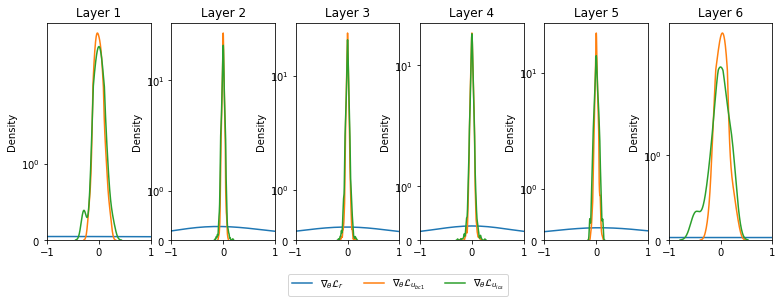 Layer 1 Layer 2 Layer 3 Layer 4 Layer 5 Layer 6
Density Density Density Density Density Density
10⁰ 10¹ 10¹ 10¹ 10¹ 10⁰
10⁰ 10⁰ 10⁰ 10⁰
0 0 0 0 0 0
−1 0 1 −1 0 1 −1 0 1 −1 0 1 −1 0 1 −1 0 1
∇θℒr ∇θℒu_bc1 ∇θℒu_ics